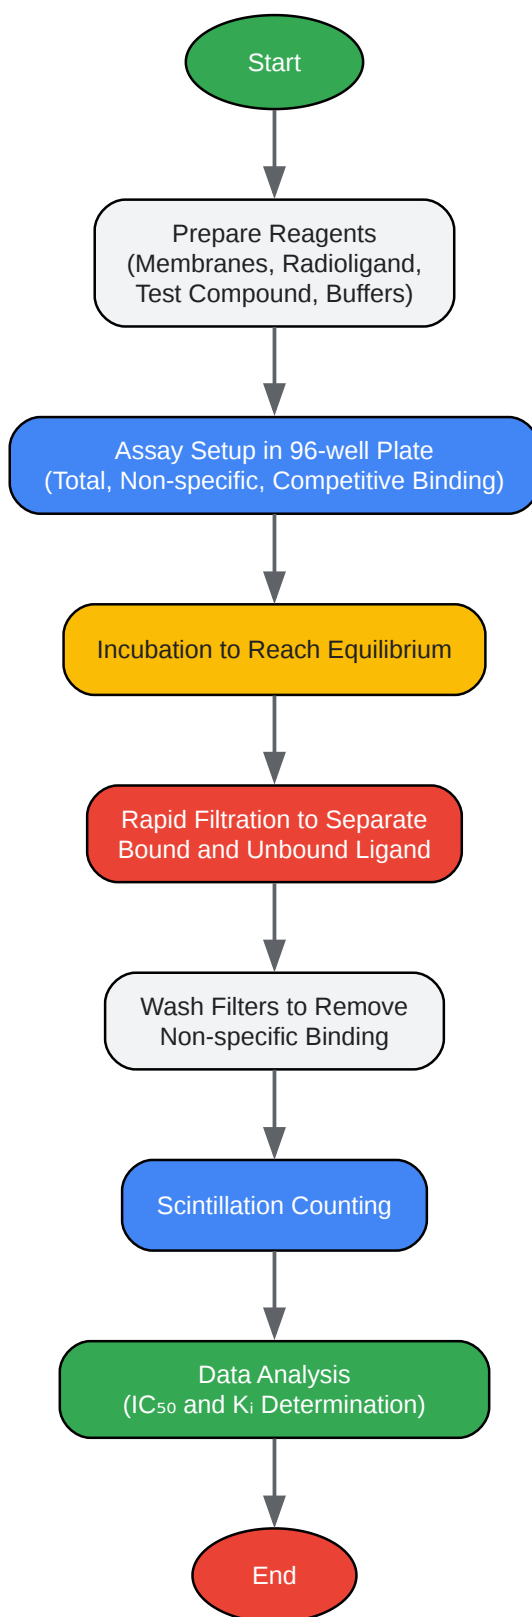 Start
Prepare Reagents
(Membranes, Radioligand,
Test Compound, Buffers)
Assay Setup in 96-well Plate
(Total, Non-specific, Competitive Binding)
Incubation to Reach Equilibrium
Rapid Filtration to Separate
Bound and Unbound Ligand
Wash Filters to Remove
Non-specific Binding
Scintillation Counting
Data Analysis
(IC₅₀ and Kᵢ Determination)
End